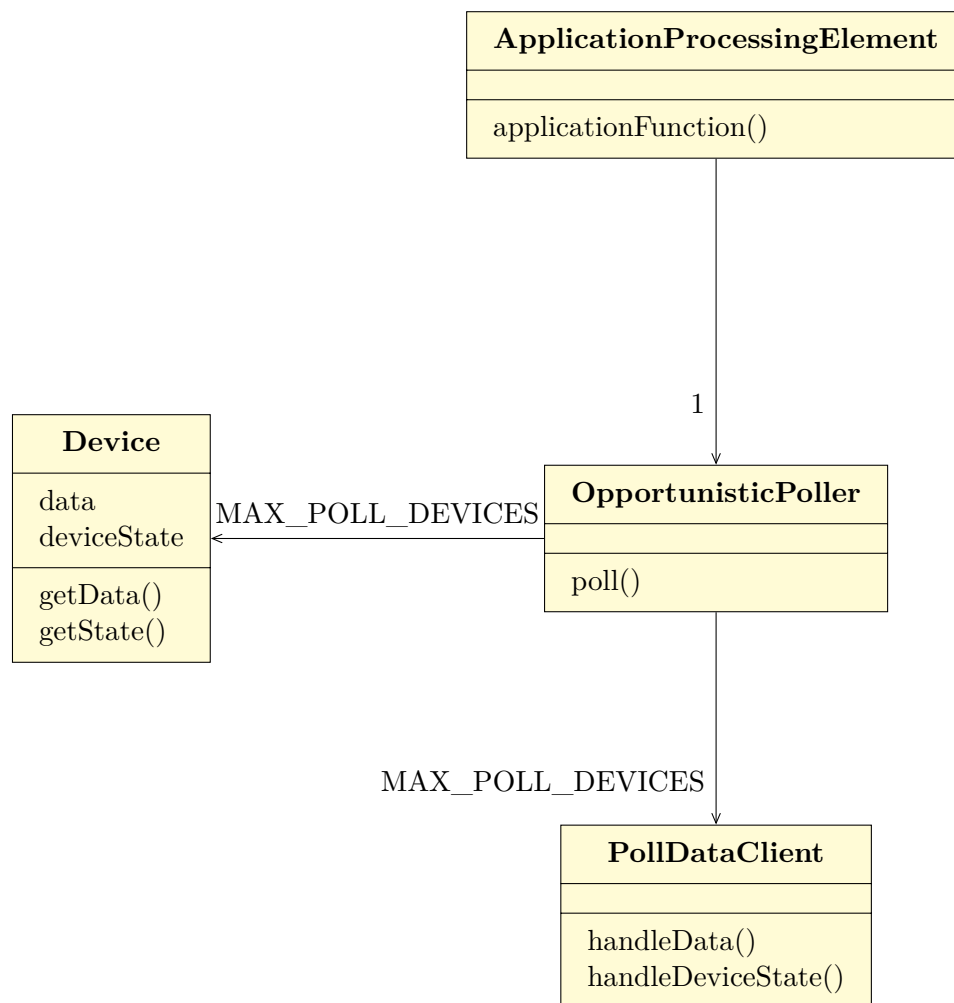 ApplicationProcessingElement
applicationFunction()
1
Device
data
deviceState
getData()
getState()
MAX_POLL_DEVICES
OpportunisticPoller
poll()
MAX_POLL_DEVICES
PollDataClient
handleData()
handleDeviceState()